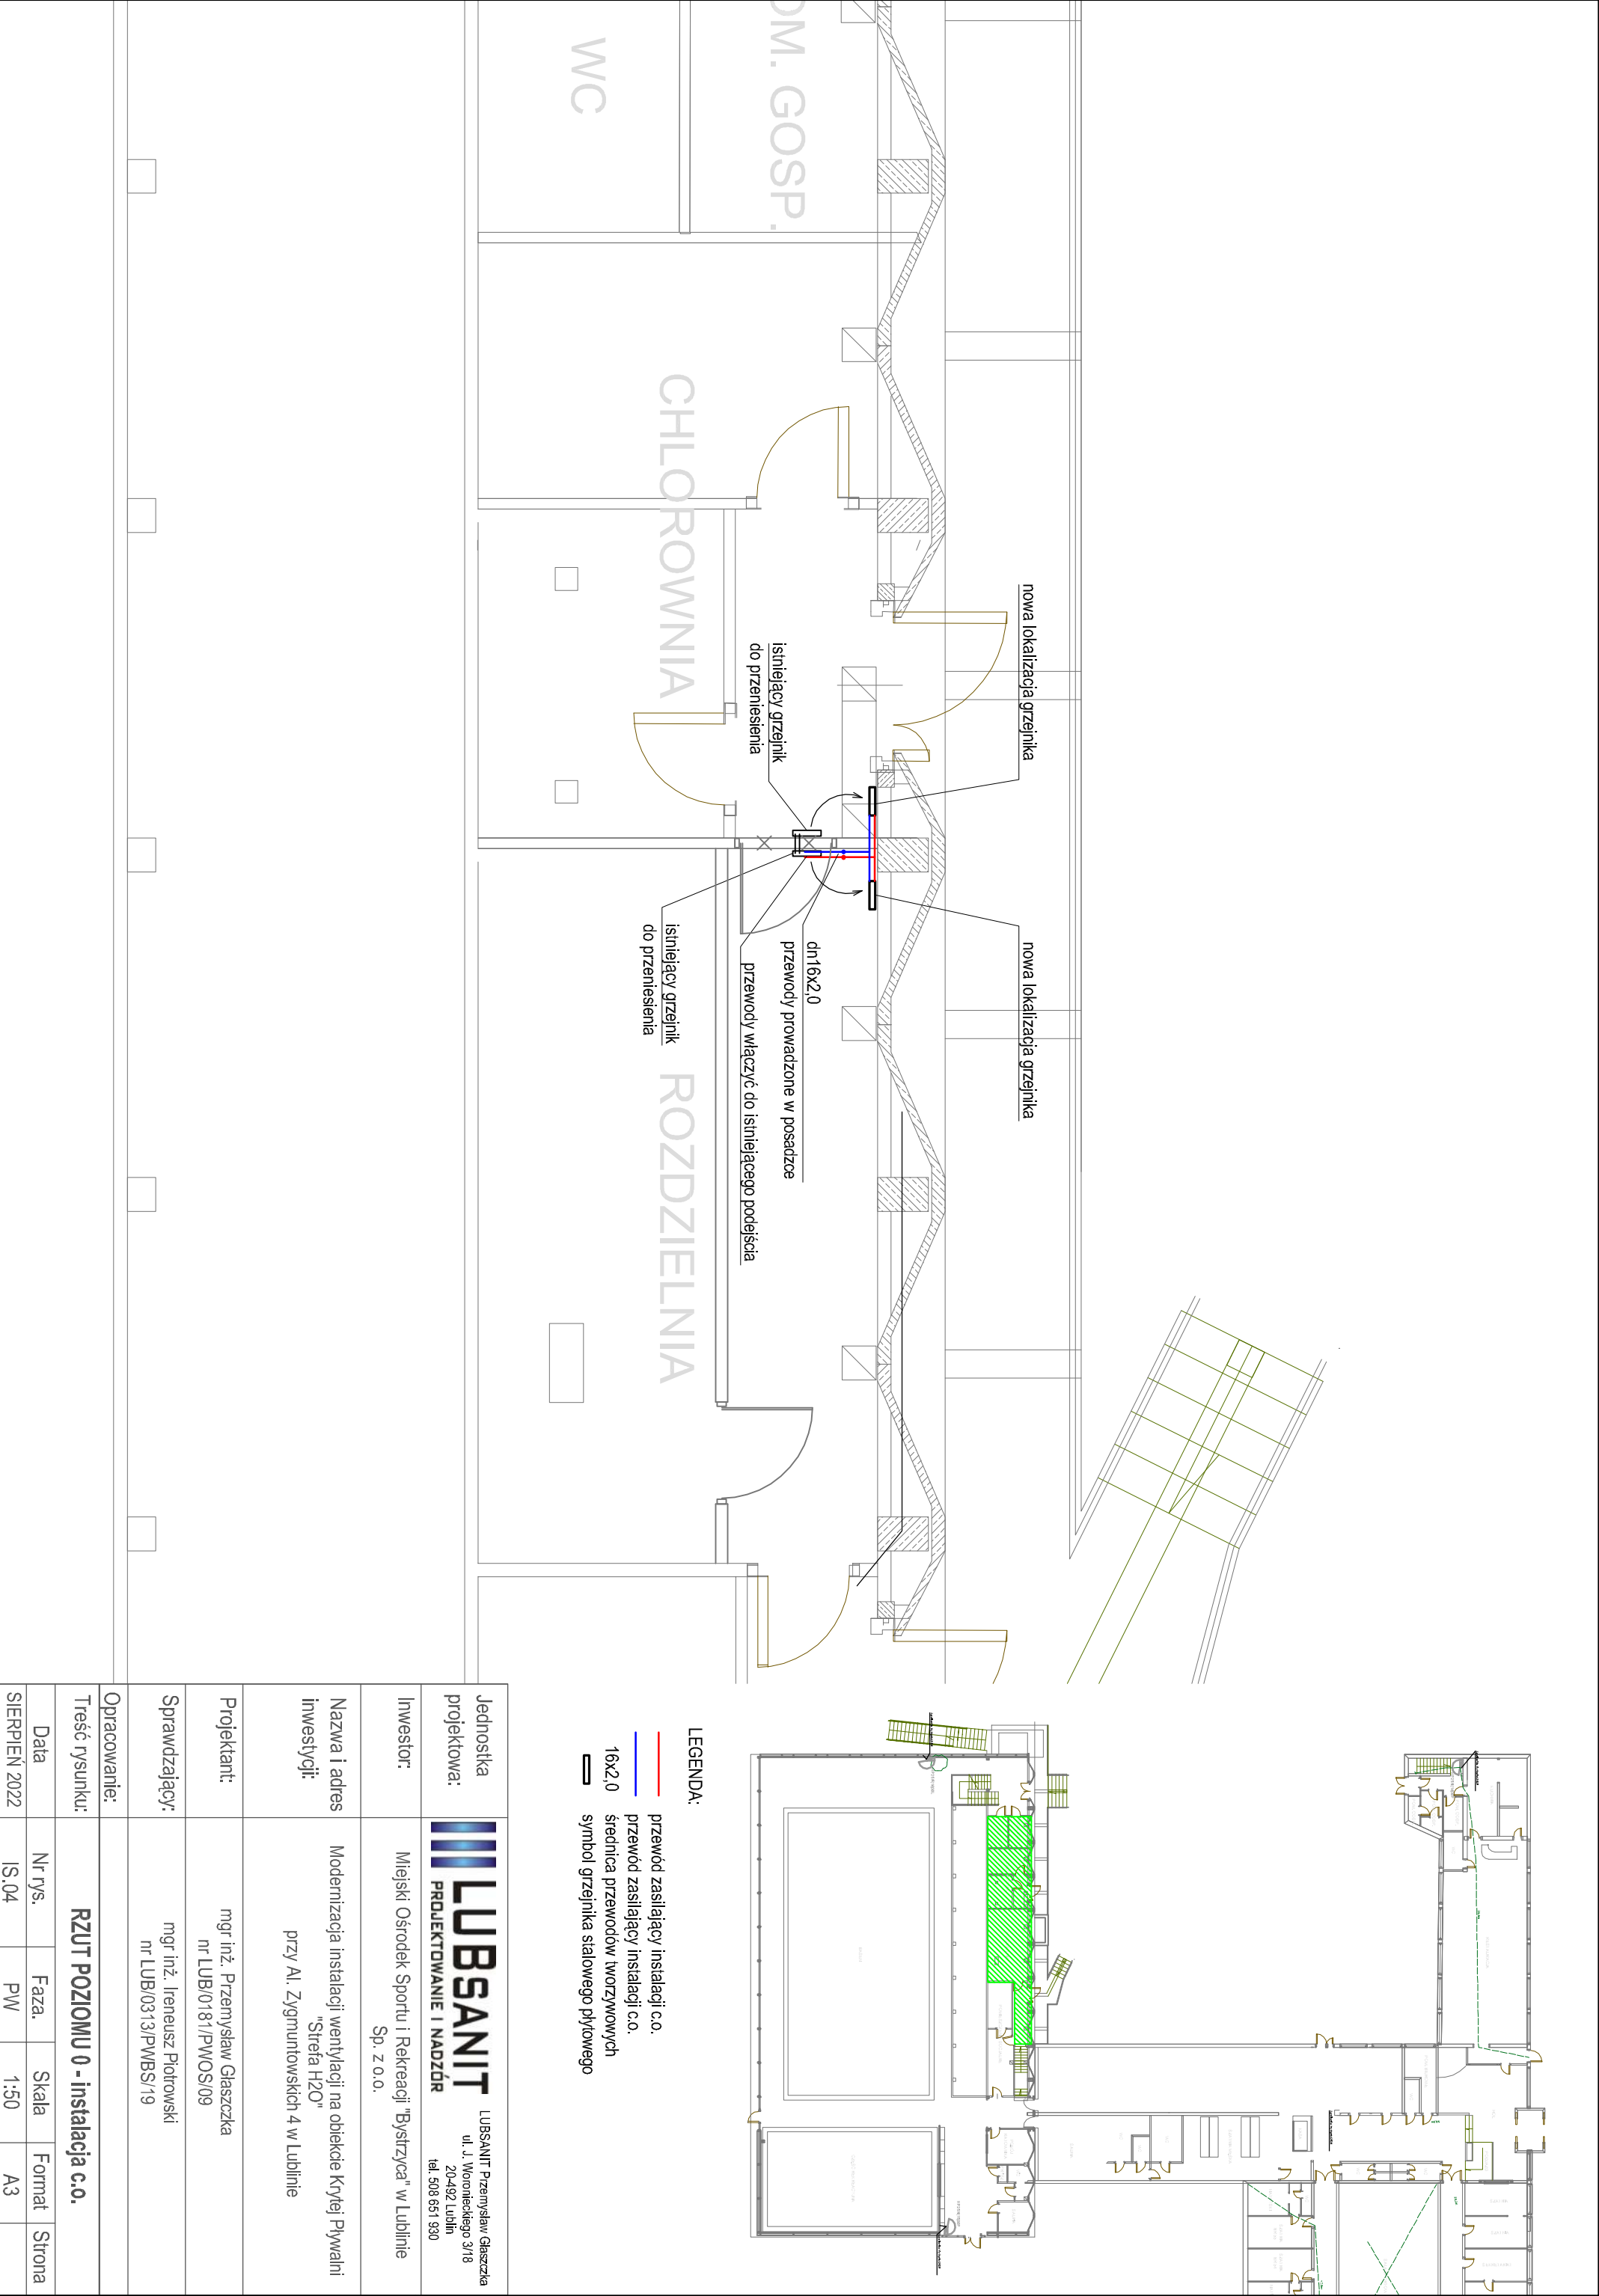 WC
OM. GOSP.
CHLOROWNIA
ROZDZIELNIA
nowa lokalizacja grzejnika
nowa lokalizacja grzejnika
istniejący grzejnik
do przeniesienia
dn16x2,0
przewody prowadzone w posadzce
przewody włączyć do istniejącego podejścia
istniejący grzejnik
do przeniesienia
LEGENDA:
przewód zasilający instalacji c.o.
przewód zasilający instalacji c.o.
16x2,0 średnica przewodów tworzywowych
symbol grzejnika stalowego płytowego
Jednostka
projektowa:
LUBSANIT
PROJEKTOWANIE I NADZÓR
LUBSANIT Przemysław Głaszczka
ul. J. Woronieckiego 3/18
20-492 Lublin
tel. 508 651 930
Inwestor:
Miejski Ośrodek Sportu i Rekreacji "Bystrzyca" w Lublinie
Sp. z o.o.
Nazwa i adres
inwestycji:
Modernizacja instalacji wentylacji na obiekcie Krytej Pływalni
"Strefa H2O"
przy Al. Zygmuntowskich 4 w Lublinie
Projektant:
mgr inż. Przemysław Głaszczka
nr LUB/0181/PWOS/09
Sprawdzający:
mgr inż. Ireneusz Piotrowski
nr LUB/0313/PWBS/19
Opracowanie:
Treść rysunku:
RZUT POZIOMU 0 - instalacja c.o.
Data Nr rys. Faza. Skala Format Strona
SIERPIEŃ 2022 IS.04 PW 1:50 A3